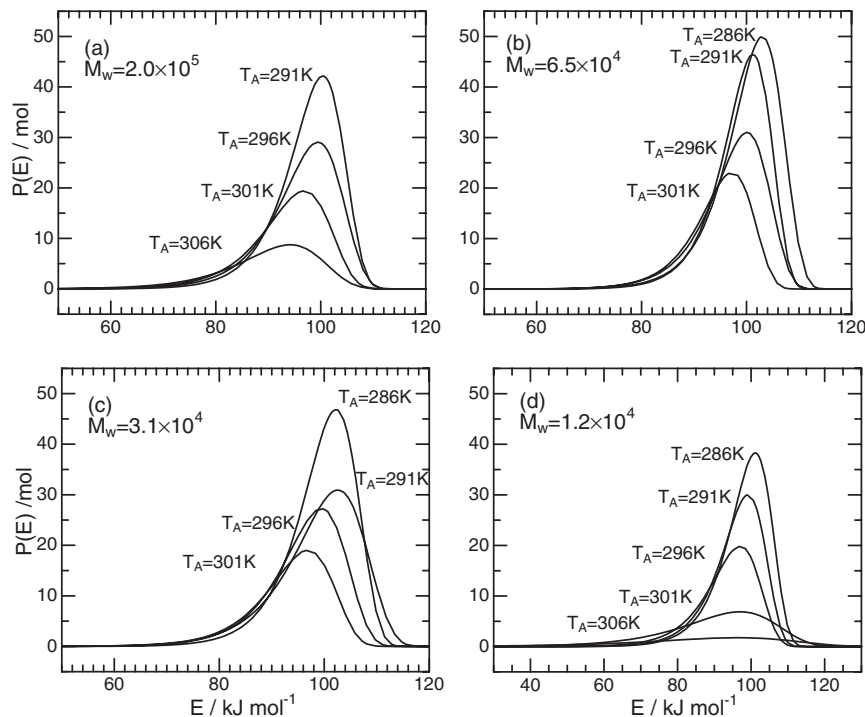 (a)
M_w=2.0×10^5
T_A=291K
T_A=296K
T_A=301K
T_A=306K
P(E) / mol
50
40
30
20
10
0
60
80
100
120
(b)
M_w=6.5×10^4
T_A=286K
T_A=291K
T_A=296K
T_A=301K
50
40
30
20
10
0
60
80
100
120
(c)
M_w=3.1×10^4
T_A=286K
T_A=291K
T_A=296K
T_A=301K
P(E) /mol
50
40
30
20
10
0
60
80
100
120
E / kJ mol^-1
(d)
M_w=1.2×10^4
T_A=286K
T_A=291K
T_A=296K
T_A=301K
T_A=306K
50
40
30
20
10
0
40
60
80
100
120
E / kJ mol^-1